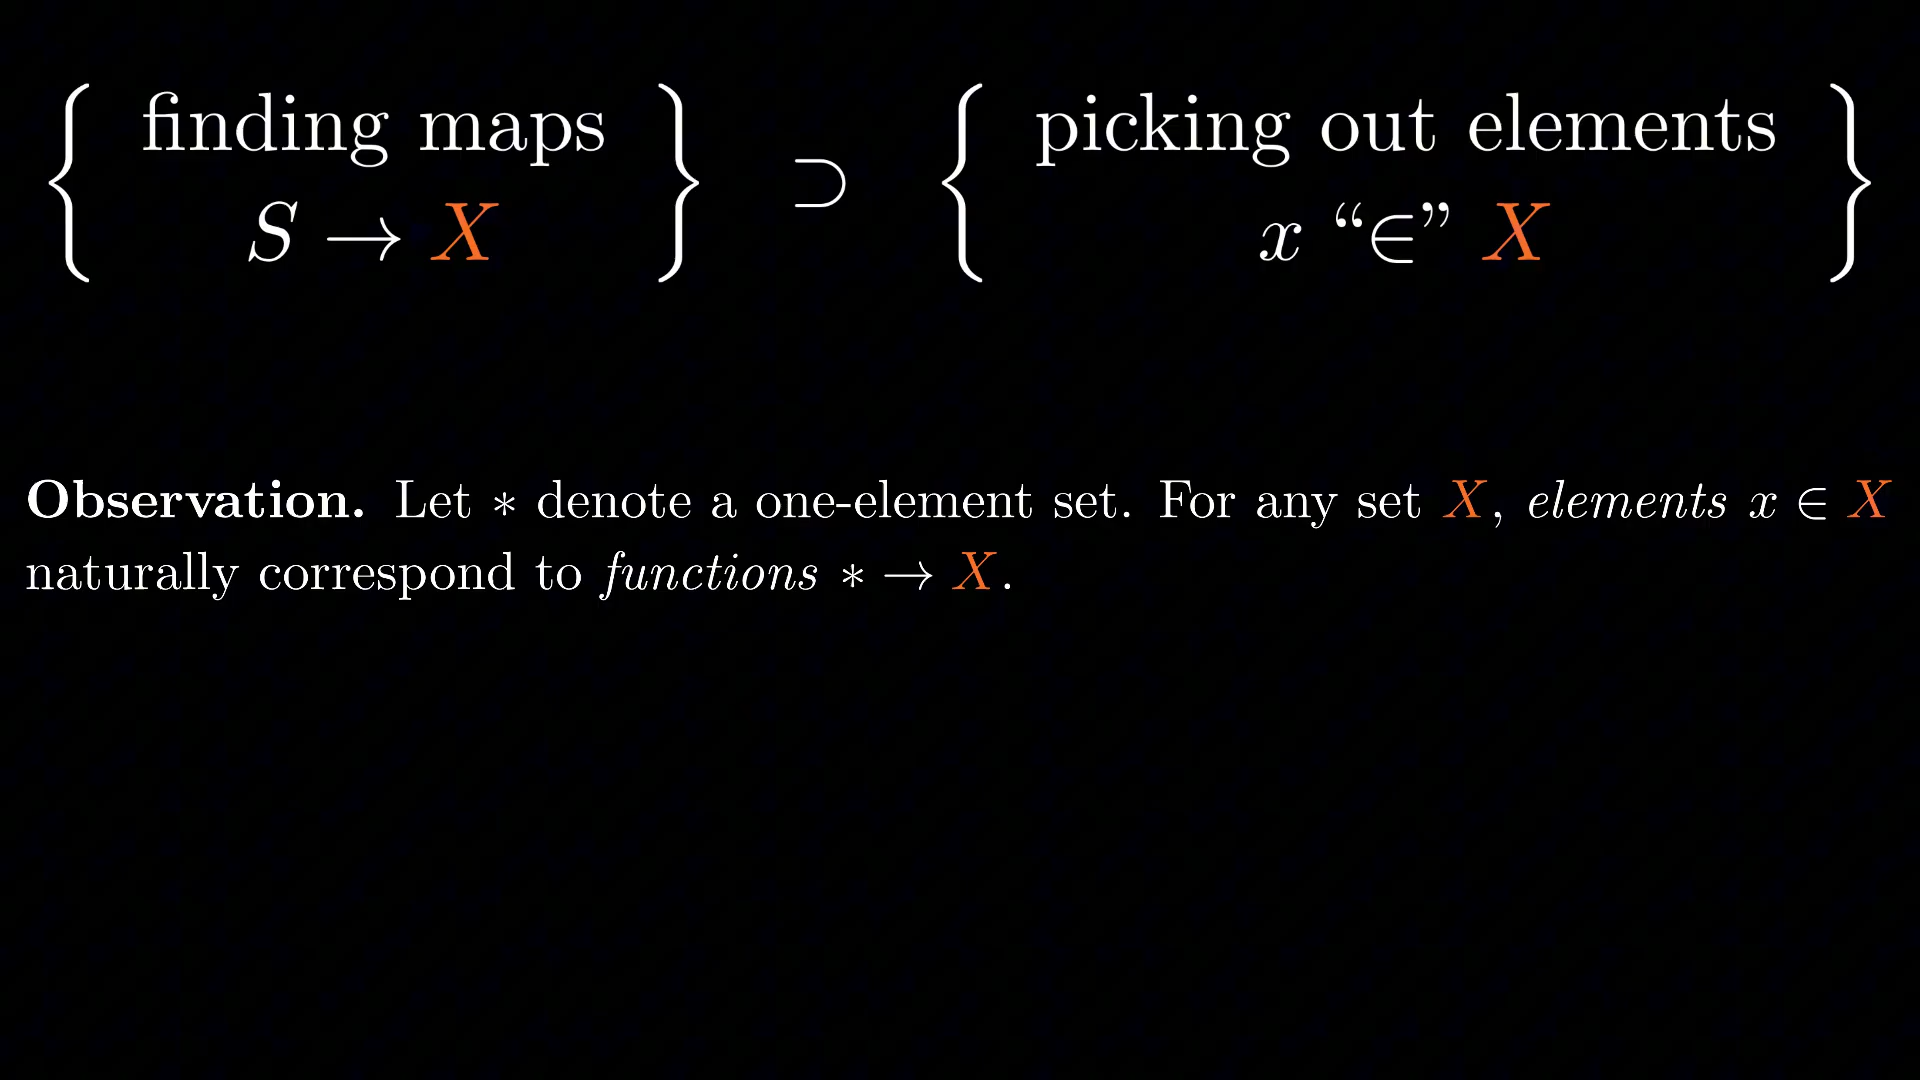 { finding maps } ⊃ { picking out elements }
S → X x “∈” X
Observation. Let * denote a one-element set. For any set X, elements x ∈ X
naturally correspond to functions * → X.